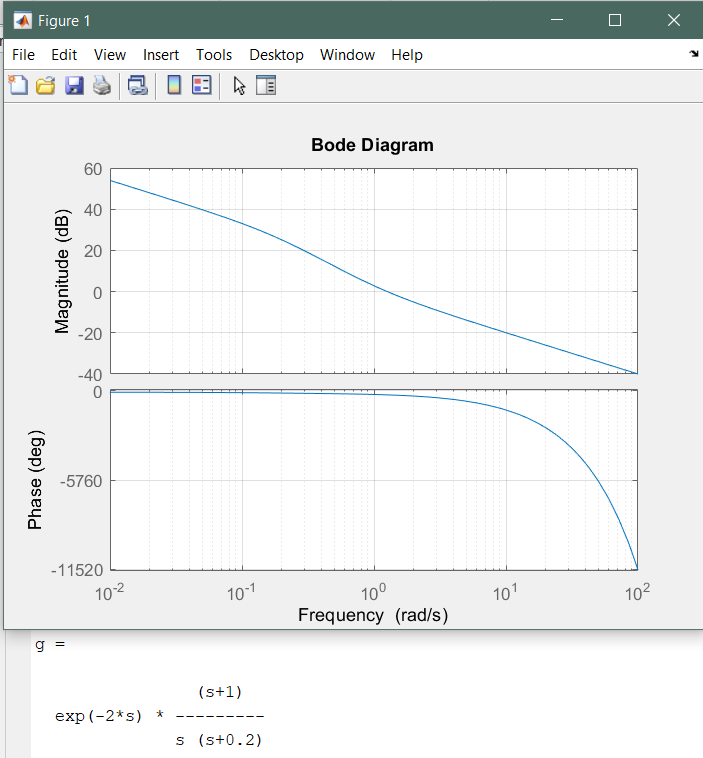 Figure 1
File Edit View Insert Tools Desktop Window Help
Bode Diagram
Magnitude (dB)
60
40
20
0
-20
-40
Phase (deg)
0
-5760
-11520
10^-2 10^-1 10^0 10^1 10^2
Frequency (rad/s)
g =
(s+1)
exp(-2*s) * ---------
s (s+0.2)